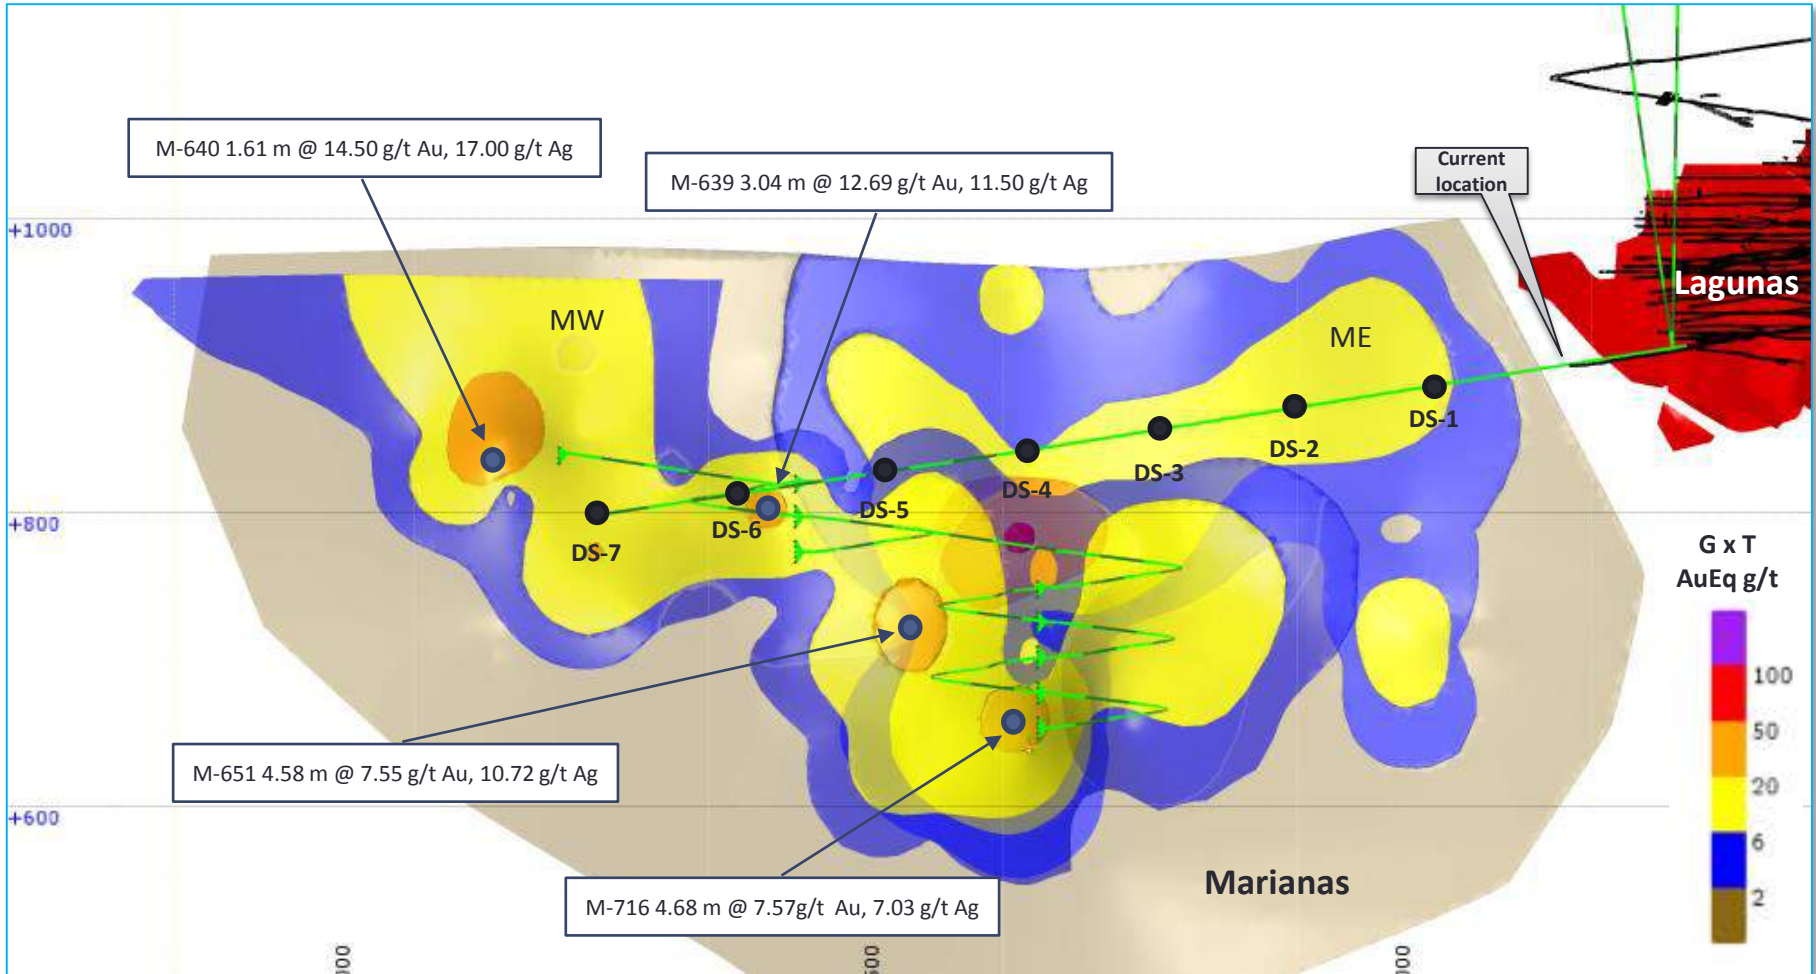 M-640 1.61 m @ 14.50 g/t Au, 17.00 g/t Ag
M-639 3.04 m @ 12.69 g/t Au, 11.50 g/t Ag
Current
location
+1000
Lagunas
MW
ME
DS-1
DS-2
DS-3
DS-4
DS-5
DS-6
DS-7
+800
G x T
AuEq g/t
100
50
20
6
2
M-651 4.58 m @ 7.55 g/t Au, 10.72 g/t Ag
+600
Marianas
M-716 4.68 m @ 7.57g/t  Au, 7.03 g/t Ag